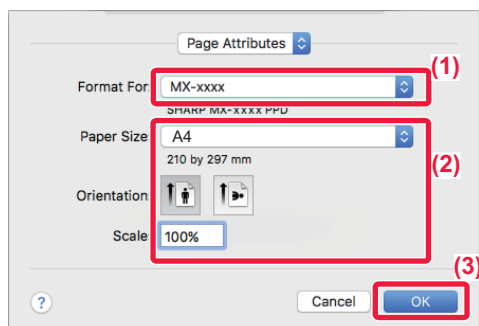 Page Attributes
(1)
Format For: MX-xxxx
SHARP MX-xxxx PPD
Paper Size: A4
210 by 297 mm
(2)
Orientation:
Scale: 100%
(3)
? Cancel OK